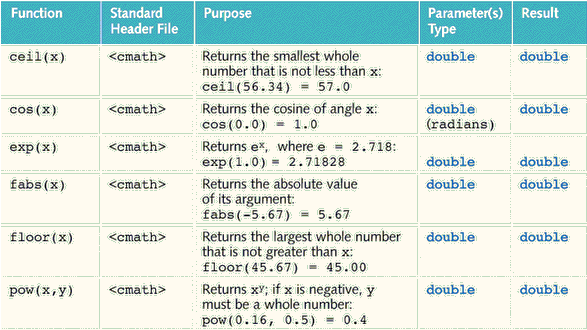 Function Standard Header File Purpose Parameter(s) Type Result
ceil(x) <cmath> Returns the smallest whole double double
number that is not less than x:
ceil(56.34) = 57.0
cos(x) <cmath> Returns the cosine of angle x: double double
cos(0.0) = 1.0 (radians)
exp(x) <cmath> Returns eˣ, where e = 2.718:
exp(1.0) = 2.71828 double double
fabs(x) <cmath> Returns the absolute value double double
of its argument:
fabs(-5.67) = 5.67
floor(x) <cmath> Returns the largest whole number double double
that is not greater than x:
floor(45.67) = 45.00
pow(x,y) <cmath> Returns xʸ; if x is negative, y double double
must be a whole number:
pow(0.16, 0.5) = 0.4